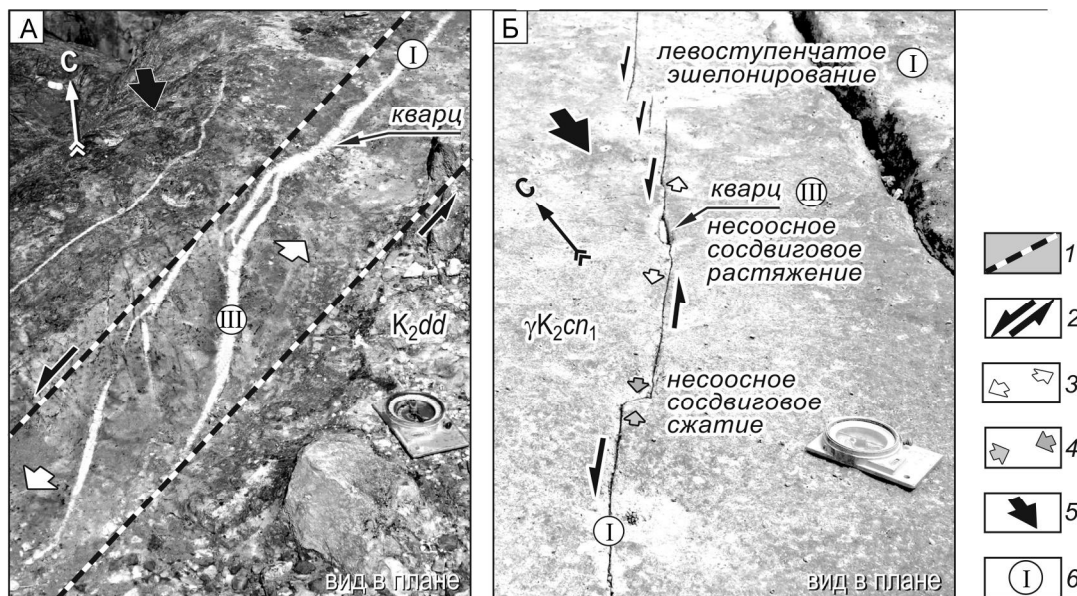 А
С
I
кварц
III
K₂dd
вид в плане
Б
левоступенчатое
эшелонирование
I
С
кварц
III
несоосное
сосдвиговое
растяжение
γK₂cn₁
несоосное
сосдвиговое
сжатие
I
вид в плане
1
2
3
4
5
I 6